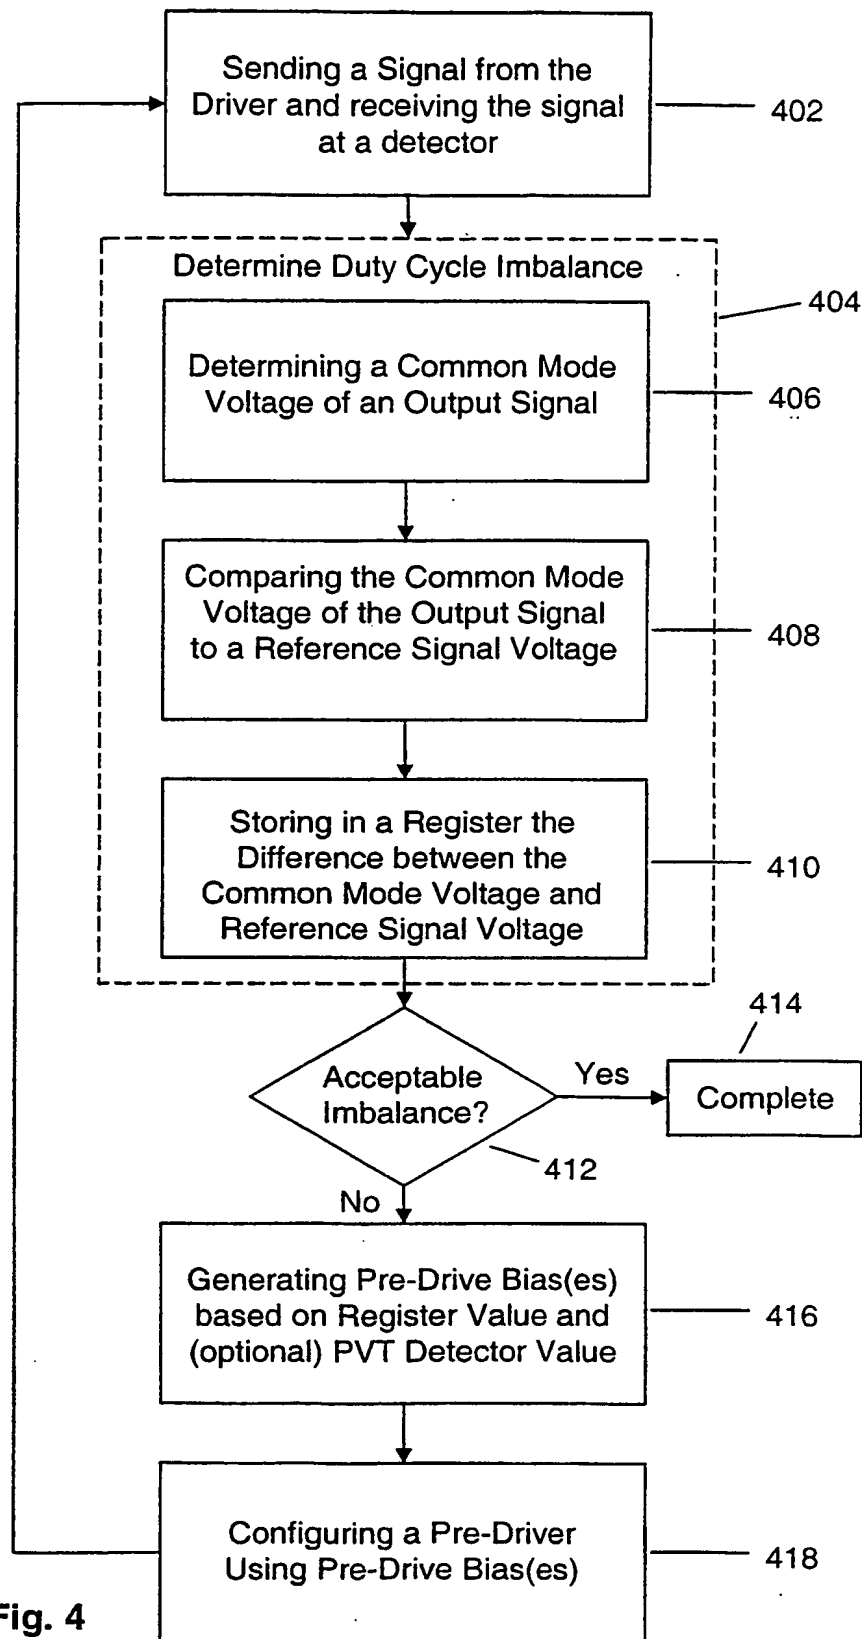 Sending a Signal from the
Driver and receiving the signal
at a detector
402
Determine Duty Cycle Imbalance
404
Determining a Common Mode
Voltage of an Output Signal
406
Comparing the Common Mode
Voltage of the Output Signal
to a Reference Signal Voltage
408
Storing in a Register the
Difference between the
Common Mode Voltage and
Reference Signal Voltage
410
414
Acceptable
Imbalance?
Yes
Complete
412
No
Generating Pre-Drive Bias(es)
based on Register Value and
(optional) PVT Detector Value
416
Configuring a Pre-Driver
Using Pre-Drive Bias(es)
418
Fig. 4